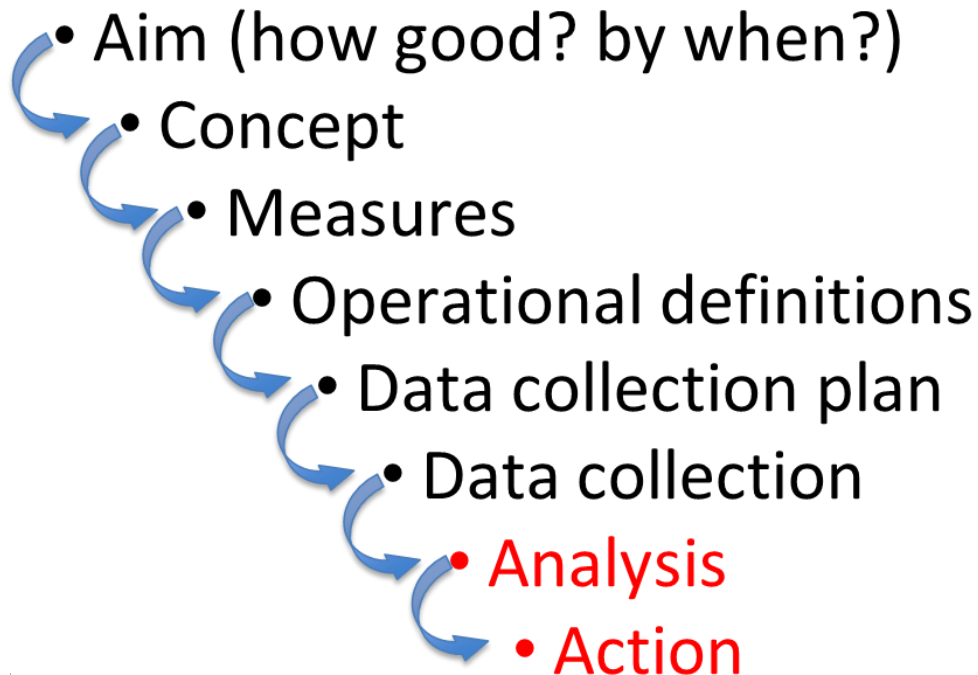 • Aim (how good? by when?)
• Concept
• Measures
• Operational definitions
• Data collection plan
• Data collection
• Analysis
• Action